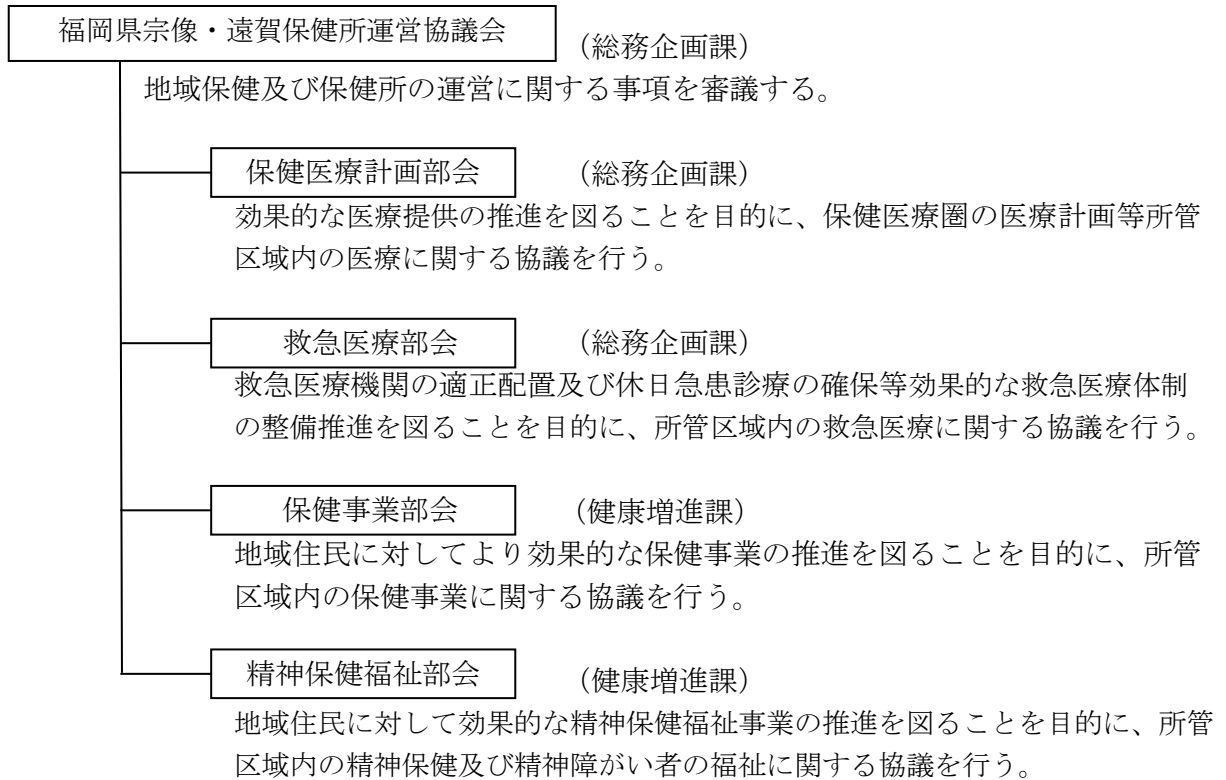 福岡県宗像・遠賀保健所運営協議会 （総務企画課）
地域保健及び保健所の運営に関する事項を審議する。
保健医療計画部会 （総務企画課）
効果的な医療提供の推進を図ることを目的に、保健医療圏の医療計画等所管
区域内の医療に関する協議を行う。
救急医療部会 （総務企画課）
救急医療機関の適正配置及び休日急患診療の確保等効果的な救急医療体制
の整備推進を図ることを目的に、所管区域内の救急医療に関する協議を行う。
保健事業部会 （健康増進課）
地域住民に対してより効果的な保健事業の推進を図ることを目的に、所管
区域内の保健事業に関する協議を行う。
精神保健福祉部会 （健康増進課）
地域住民に対して効果的な精神保健福祉事業の推進を図ることを目的に、所管
区域内の精神保健及び精神障がい者の福祉に関する協議を行う。